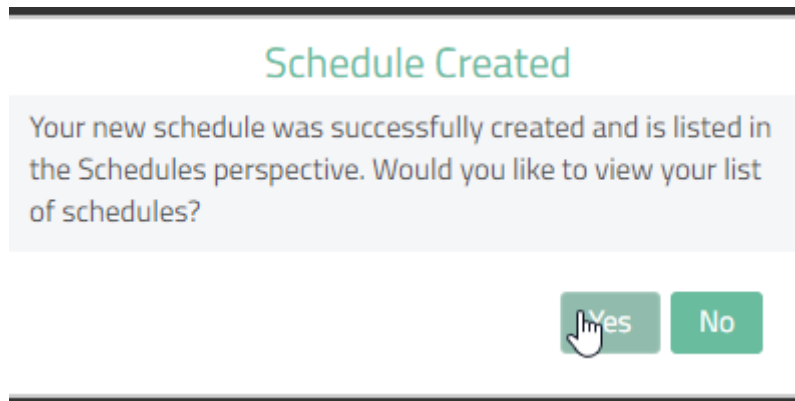 Schedule Created
Your new schedule was successfully created and is listed in
the Schedules perspective. Would you like to view your list
of schedules?
Yes No